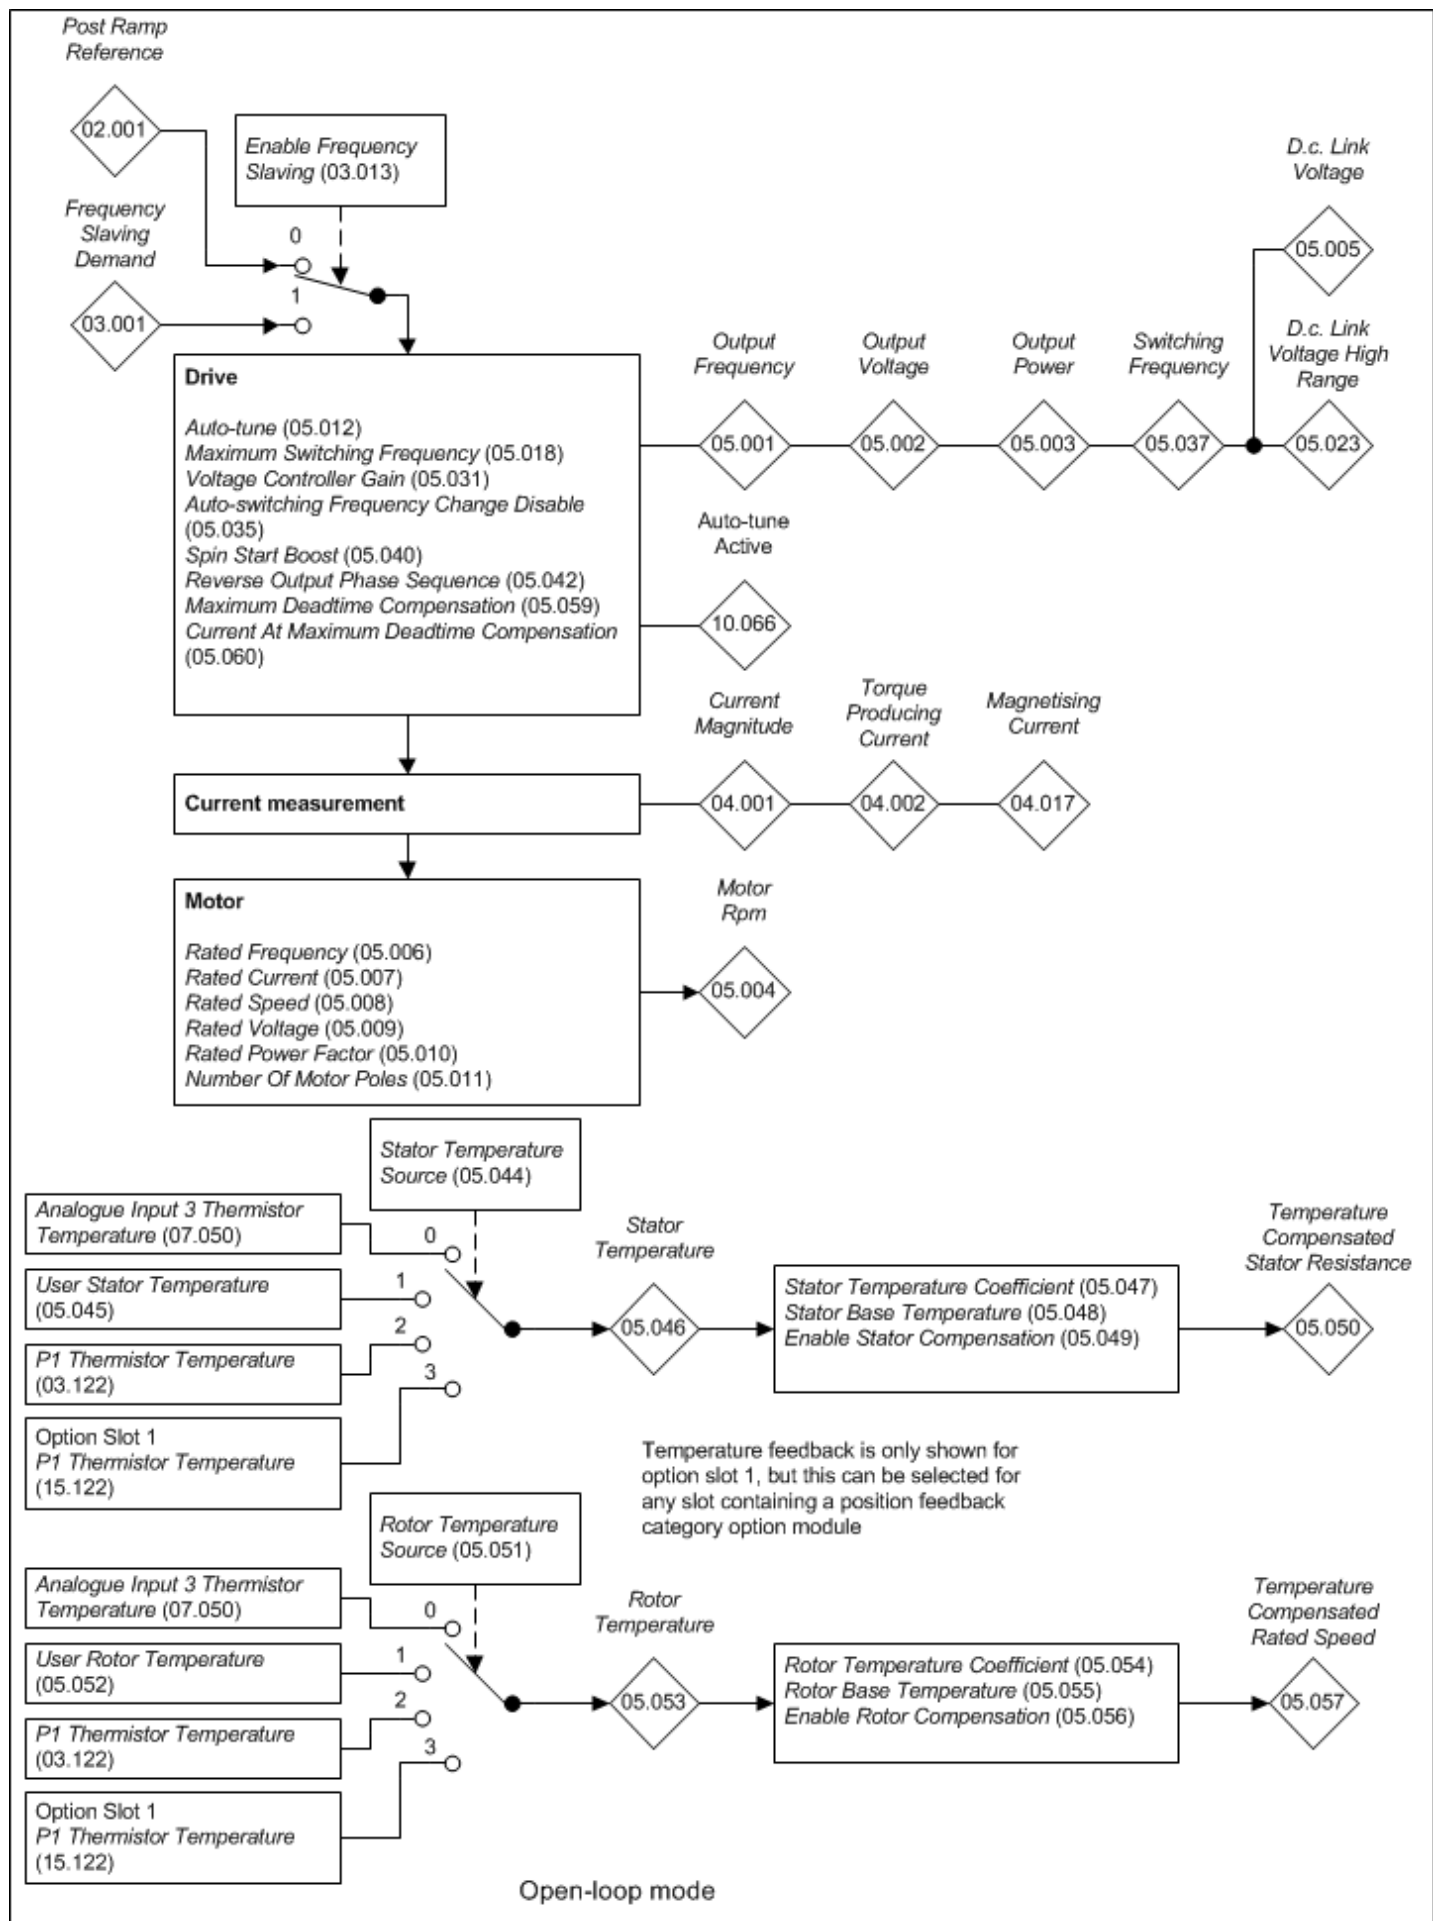 Post Ramp
Reference
02.001
Enable Frequency
Slaving (03.013)
D.c. Link
Voltage
05.005
Frequency
Slaving
Demand
0
1
03.001
Drive
Auto-tune (05.012)
Maximum Switching Frequency (05.018)
Voltage Controller Gain (05.031)
Auto-switching Frequency Change Disable
(05.035)
Spin Start Boost (05.040)
Reverse Output Phase Sequence (05.042)
Maximum Deadtime Compensation (05.059)
Current At Maximum Deadtime Compensation
(05.060)
Output
Frequency
05.001
Output
Voltage
05.002
Output
Power
05.003
Switching
Frequency
05.037
D.c. Link
Voltage High
Range
05.023
Auto-tune
Active
10.066
Current measurement
Current
Magnitude
04.001
Torque
Producing
Current
04.002
Magnetising
Current
04.017
Motor
Rated Frequency (05.006)
Rated Current (05.007)
Rated Speed (05.008)
Rated Voltage (05.009)
Rated Power Factor (05.010)
Number Of Motor Poles (05.011)
Motor
Rpm
05.004
Stator Temperature
Source (05.044)
Analogue Input 3 Thermistor
Temperature (07.050)
0
User Stator Temperature
(05.045)
1
P1 Thermistor Temperature
(03.122)
2
Option Slot 1
P1 Thermistor Temperature
(15.122)
3
Stator
Temperature
05.046
Stator Temperature Coefficient (05.047)
Stator Base Temperature (05.048)
Enable Stator Compensation (05.049)
Temperature
Compensated
Stator Resistance
05.050
Temperature feedback is only shown for
option slot 1, but this can be selected for
any slot containing a position feedback
category option module
Rotor Temperature
Source (05.051)
Analogue Input 3 Thermistor
Temperature (07.050)
0
User Rotor Temperature
(05.052)
1
P1 Thermistor Temperature
(03.122)
2
Option Slot 1
P1 Thermistor Temperature
(15.122)
3
Rotor
Temperature
05.053
Rotor Temperature Coefficient (05.054)
Rotor Base Temperature (05.055)
Enable Rotor Compensation (05.056)
Temperature
Compensated
Rated Speed
05.057
Open-loop mode